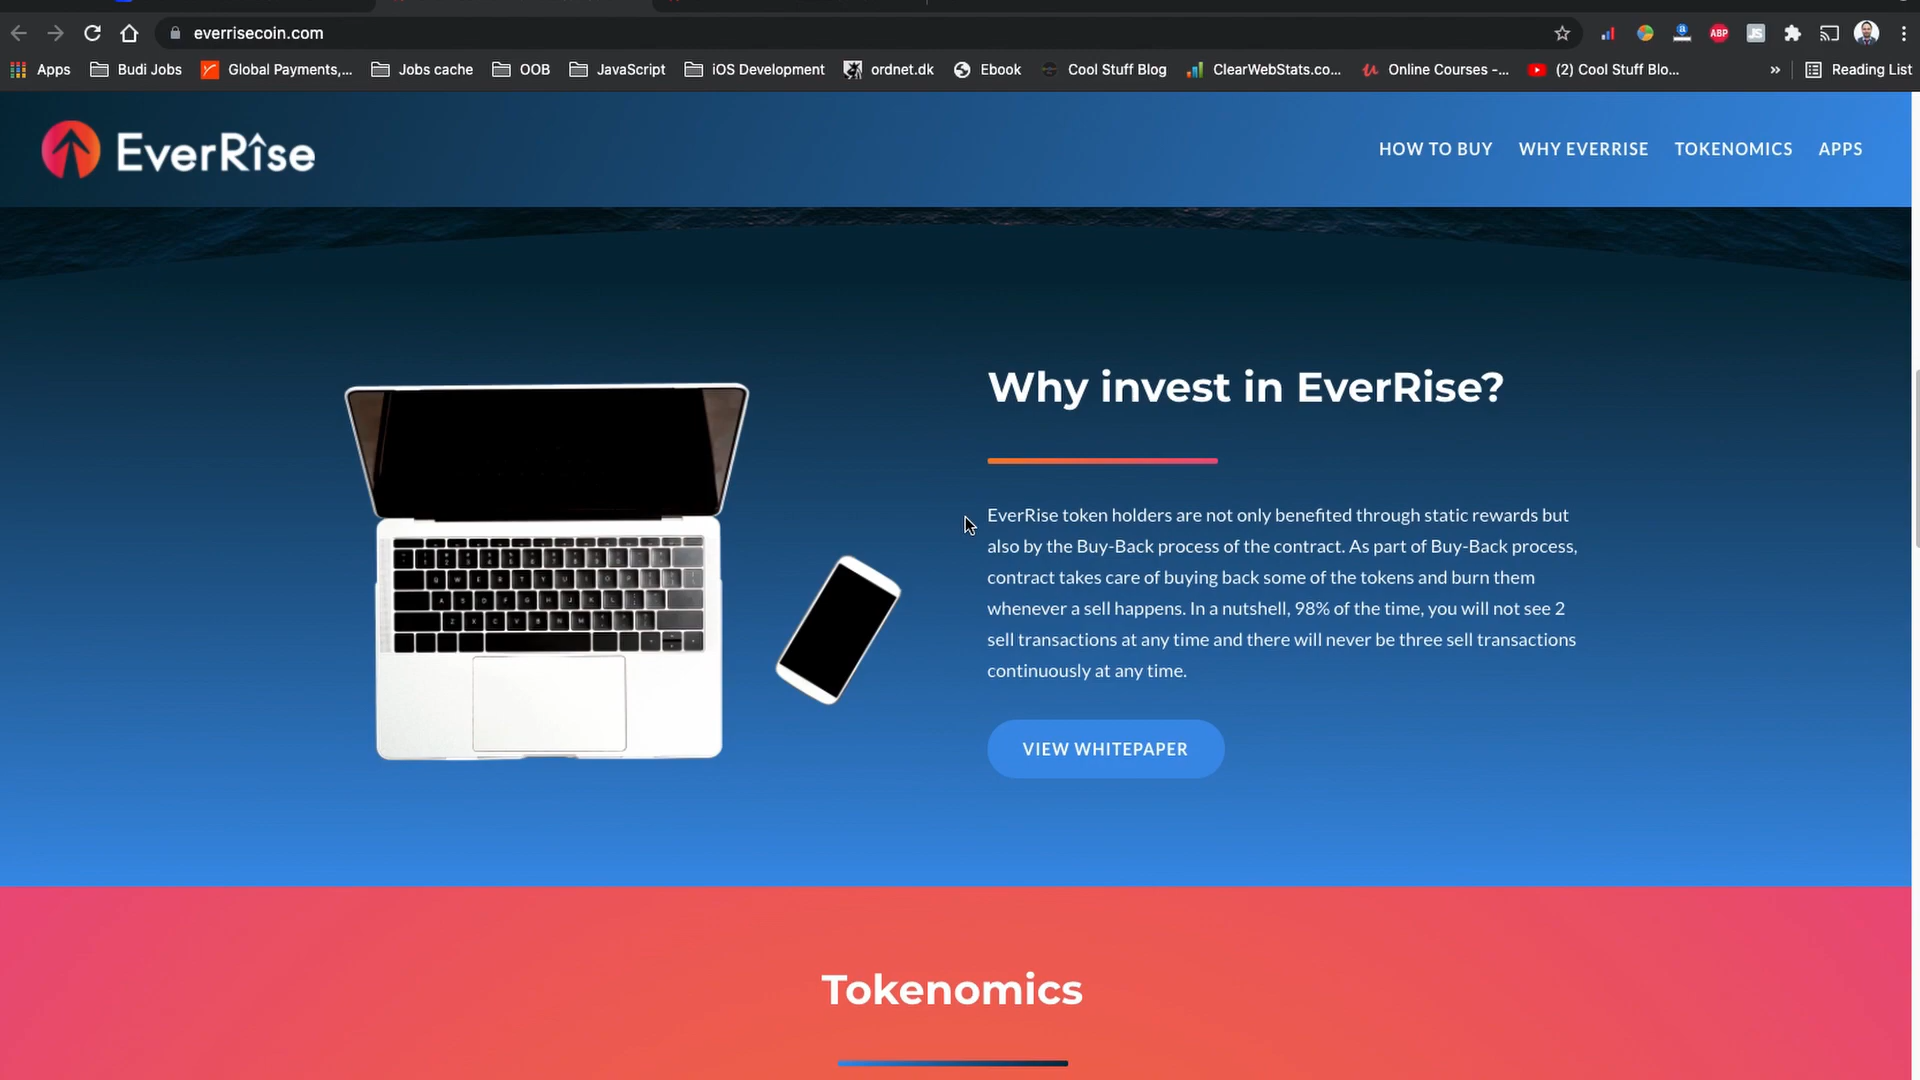 everrisecoin.com
ABP
JS
Apps
Budi Jobs
Global Payments,...
Jobs cache
OOB
JavaScript
iOS Development
ordnet.dk
Ebook
Cool Stuff Blog
ClearWebStats.co...
Online Courses -...
(2) Cool Stuff Blo...
»
Reading List
EverRîse
HOW TO BUY
WHY EVERRISE
TOKENOMICS
APPS
Why invest in EverRise?
EverRise token holders are not only benefited through static rewards but
also by the Buy-Back process of the contract. As part of Buy-Back process,
contract takes care of buying back some of the tokens and burn them
whenever a sell happens. In a nutshell, 98% of the time, you will not see 2
sell transactions at any time and there will never be three sell transactions
continuously at any time.
VIEW WHITEPAPER
Tokenomics